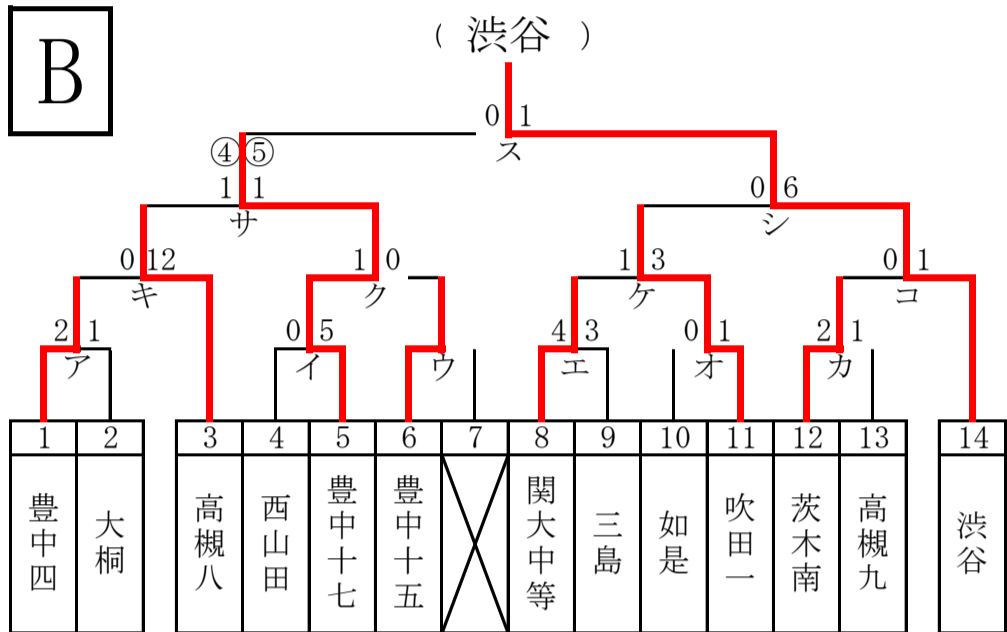 B
（ 渋谷 ）
0 1
ス
④ ⑤
1 1
サ
0 6
シ
0 12
キ
1 0
ク
1 3
ケ
0 1
コ
2 1
ア
0 5
イ
ウ
4 3
エ
0 1
オ
2 1
カ
1 2 3 4 5 6 7 8 9 10 11 12 13 14
豊中四
大桐
高槻八
西山田
豊中十七
豊中十五
関大中等
三島
如是
吹田一
茨木南
高槻九
渋谷